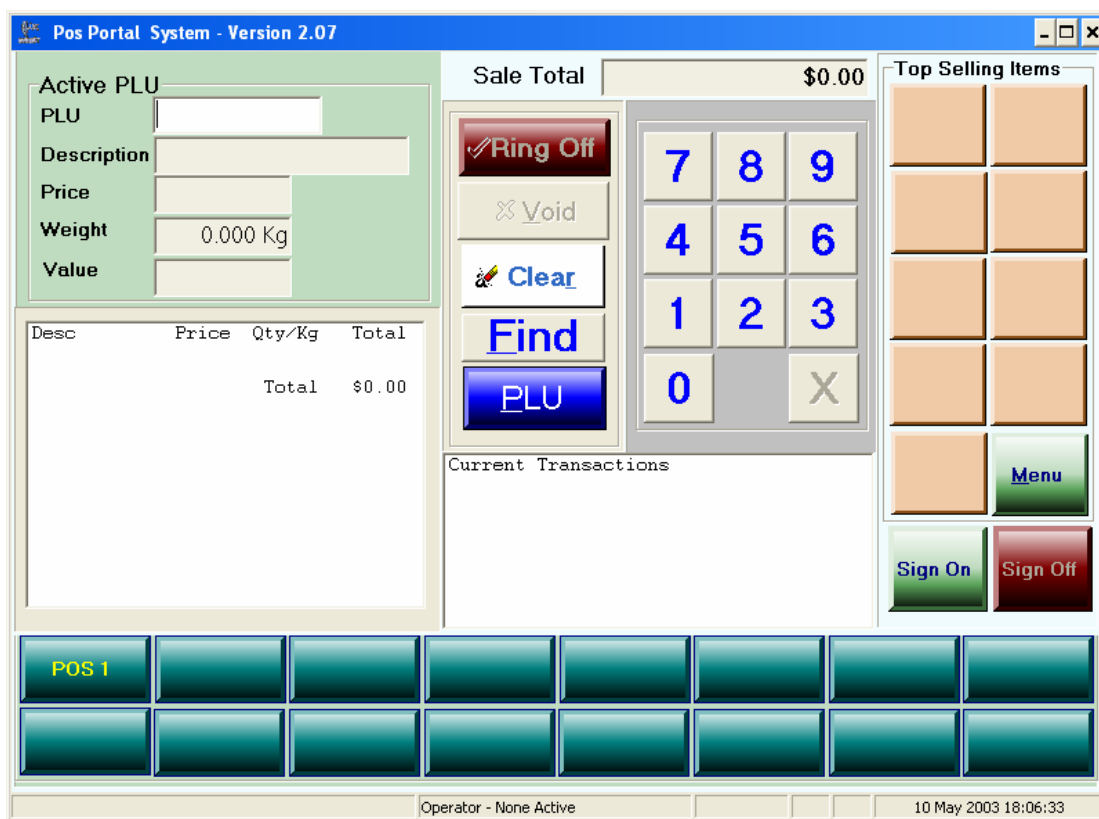 Pos Portal System - Version 2.07
Active PLU
PLU
Description
Price
Weight 0.000 Kg
Value
Sale Total $0.00
Ring Off
Void
Clear
Find
PLU
7 8 9
4 5 6
1 2 3
0 X
Top Selling Items
Menu
Sign On Sign Off
Desc Price Qty/Kg Total
Total $0.00
Current Transactions
POS 1
Operator - None Active 10 May 2003 18:06:33